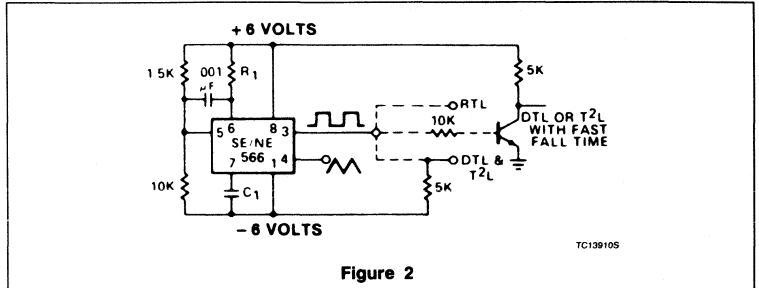 + 6 VOLTS
1 5K
001
μF
R1
5K
RTL
10K
DTL OR T2L
WITH FAST
FALL TIME
5 6 8 3
SE/NE
566
7 1 4
DTL &
T2L
10K
C1
5K
− 6 VOLTS
TC13910S
Figure 2